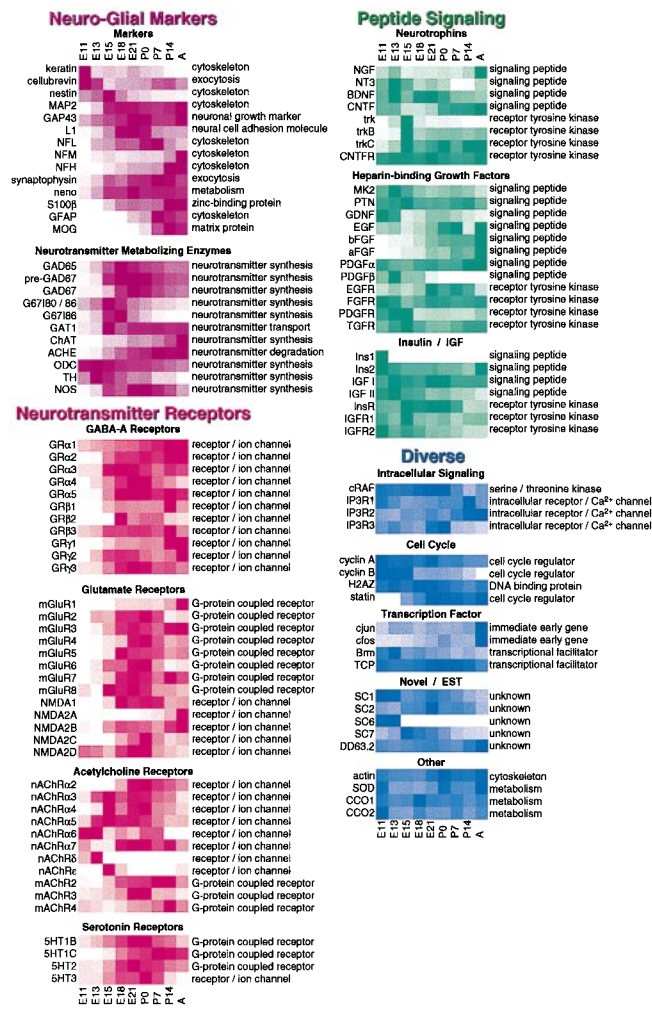 Neuro-Glial Markers
Markers
E11 E13 E15 E18 E21 P0 P7 P14 A
keratin cytoskeleton
cellubrevin exocytosis
nestin cytoskeleton
MAP2 cytoskeleton
GAP43 neuronal growth marker
L1 neural cell adhesion molecule
NFL cytoskeleton
NFM cytoskeleton
NFH cytoskeleton
synaptophysin exocytosis
neno metabolism
S100β zinc-binding protein
GFAP cytoskeleton
MOG matrix protein
Neurotransmitter Metabolizing Enzymes
GAD65 neurotransmitter synthesis
pre-GAD67 neurotransmitter synthesis
GAD67 neurotransmitter synthesis
G67I80 / 86 neurotransmitter synthesis
G67I86 neurotransmitter synthesis
GAT1 neurotransmitter transport
ChAT neurotransmitter synthesis
ACHE neurotransmitter degradation
ODC neurotransmitter synthesis
TH neurotransmitter synthesis
NOS neurotransmitter synthesis
Neurotransmitter Receptors
GABA-A Receptors
GRα1 receptor / ion channel
GRα2 receptor / ion channel
GRα3 receptor / ion channel
GRα4 receptor / ion channel
GRα5 receptor / ion channel
GRβ1 receptor / ion channel
GRβ2 receptor / ion channel
GRβ3 receptor / ion channel
GRγ1 receptor / ion channel
GRγ2 receptor / ion channel
GRγ3 receptor / ion channel
Glutamate Receptors
mGluR1 G-protein coupled receptor
mGluR2 G-protein coupled receptor
mGluR3 G-protein coupled receptor
mGluR4 G-protein coupled receptor
mGluR5 G-protein coupled receptor
mGluR6 G-protein coupled receptor
mGluR7 G-protein coupled receptor
mGluR8 G-protein coupled receptor
NMDA1 receptor / ion channel
NMDA2A receptor / ion channel
NMDA2B receptor / ion channel
NMDA2C receptor / ion channel
NMDA2D receptor / ion channel
Acetylcholine Receptors
nAChRα2 receptor / ion channel
nAChRα3 receptor / ion channel
nAChRα4 receptor / ion channel
nAChRα5 receptor / ion channel
nAChRα6 receptor / ion channel
nAChRα7 receptor / ion channel
nAChRδ receptor / ion channel
nAChRε receptor / ion channel
mAChR2 G-protein coupled receptor
mAChR3 G-protein coupled receptor
mAChR4 G-protein coupled receptor
Serotonin Receptors
5HT1B G-protein coupled receptor
5HT1C G-protein coupled receptor
5HT2 G-protein coupled receptor
5HT3 receptor / ion channel
E11 E13 E15 E18 E21 P0 P7 P14 A
Peptide Signaling
Neurotrophins
E11 E13 E15 E18 E21 P0 P7 P14 A
NGF signaling peptide
NT3 signaling peptide
BDNF signaling peptide
CNTF signaling peptide
trk receptor tyrosine kinase
trkB receptor tyrosine kinase
trkC receptor tyrosine kinase
CNTFR receptor tyrosine kinase
Heparin-binding Growth Factors
MK2 signaling peptide
PTN signaling peptide
GDNF signaling peptide
EGF signaling peptide
bFGF signaling peptide
aFGF signaling peptide
PDGFα signaling peptide
PDGFβ signaling peptide
EGFR receptor tyrosine kinase
FGFR receptor tyrosine kinase
PDGFR receptor tyrosine kinase
TGFR receptor tyrosine kinase
Insulin / IGF
Ins1 signaling peptide
Ins2 signaling peptide
IGF I signaling peptide
IGF II signaling peptide
insR receptor tyrosine kinase
IGFR1 receptor tyrosine kinase
IGFR2 receptor tyrosine kinase
Diverse
Intracellular Signaling
cRAF serine / threonine kinase
IP3R1 intracellular receptor / Ca²⁺ channel
IP3R2 intracellular receptor / Ca²⁺ channel
IP3R3 intracellular receptor / Ca²⁺ channel
Cell Cycle
cyclin A cell cycle regulator
cyclin B cell cycle regulator
H2AZ DNA binding protein
statin cell cycle regulator
Transcription Factor
cjun immediate early gene
cfos immediate early gene
Brm transcriptional facilitator
TCP transcriptional facilitator
Novel / EST
SC1 unknown
SC2 unknown
SC6 unknown
SC7 unknown
DD63.2 unknown
Other
actin cytoskeleton
SOD metabolism
CCO1 metabolism
CCO2 metabolism
E11 E13 E15 E18 E21 P0 P7 P14 A